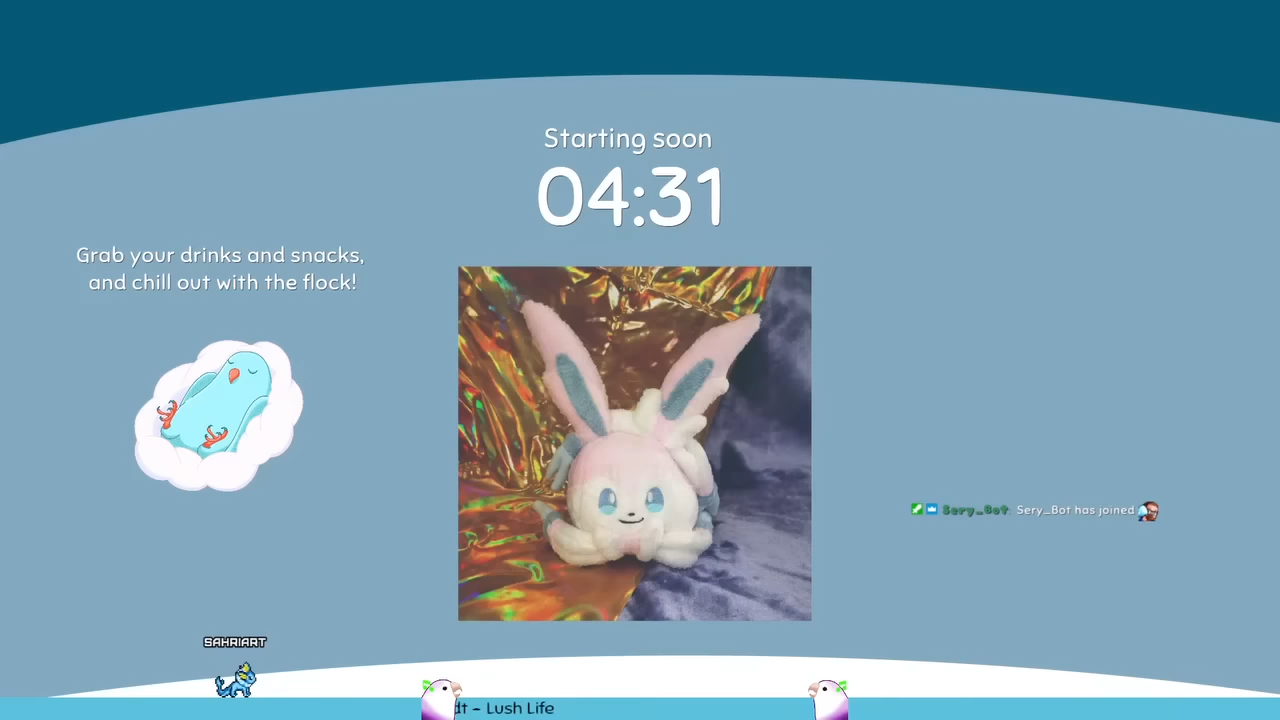 Starting soon
04:31
Grab your drinks and snacks,
and chill out with the flock!
Sery_Bot: Sery_Bot has joined
SAHRIART
dt – Lush Life